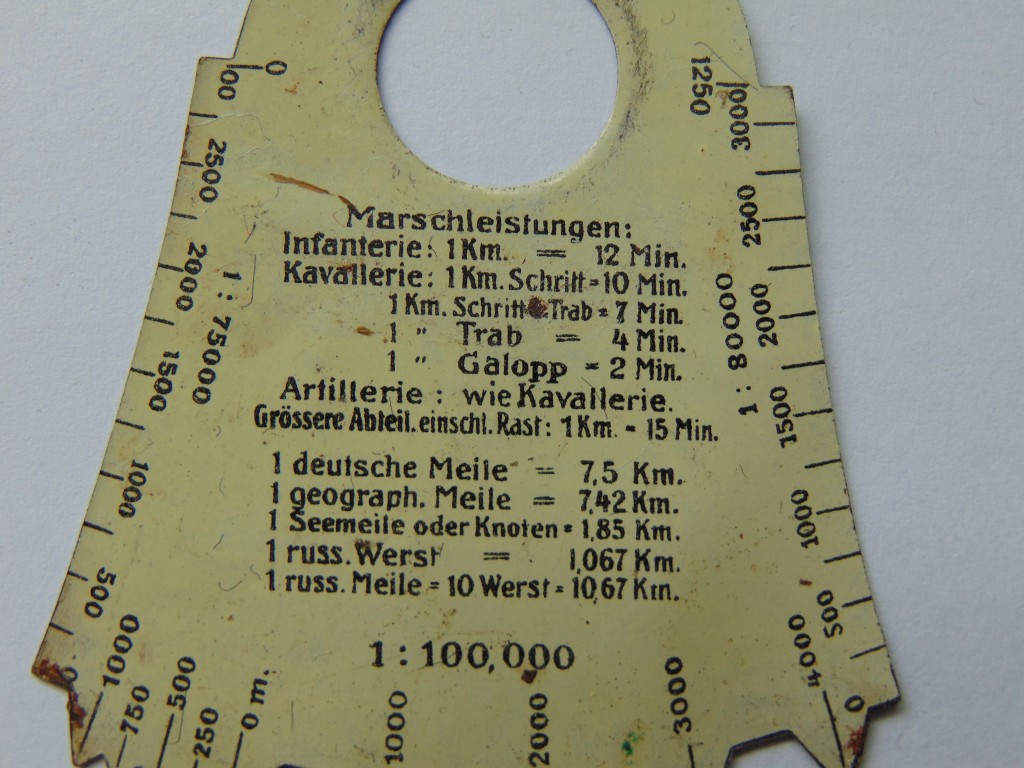 0
00
2500
2000
1500
1000
500
0
1 : 75000
1250
3000
2500
2000
1500
1000
500
0
1 : 80000
Marschleistungen:
Infanterie: 1 Km. = 12 Min.
Kavallerie: 1 Km. Schritt = 10 Min.
1 Km. Schritt Trab = 7 Min.
1 " Trab = 4 Min.
1 " Galopp = 2 Min.
Artillerie : wie Kavallerie.
Grössere Abteil. einschl. Rast: 1 Km. = 15 Min.
1 deutsche Meile = 7,5 Km.
1 geograph. Meile = 7,42 Km.
1 Seemeile oder Knoten = 1,85 Km.
1 russ. Werst = 1,067 Km.
1 russ. Meile = 10 Werst = 10,67 Km.
1 : 100,000
1000
750
500
250
0 m.
1000
2000
3000
4000